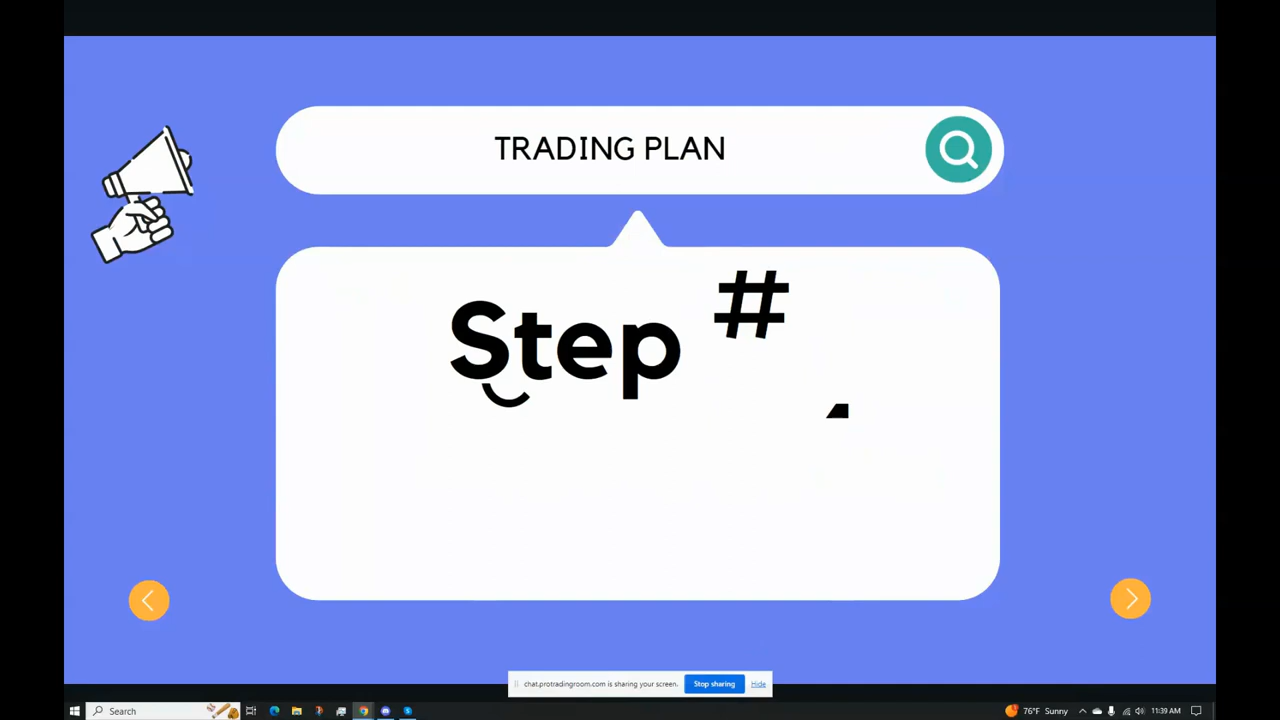 TRADING PLAN
Step #
chat.protradingroom.com is sharing your screen.
Stop sharing
Hide
Search
76°F Sunny
11:39 AM